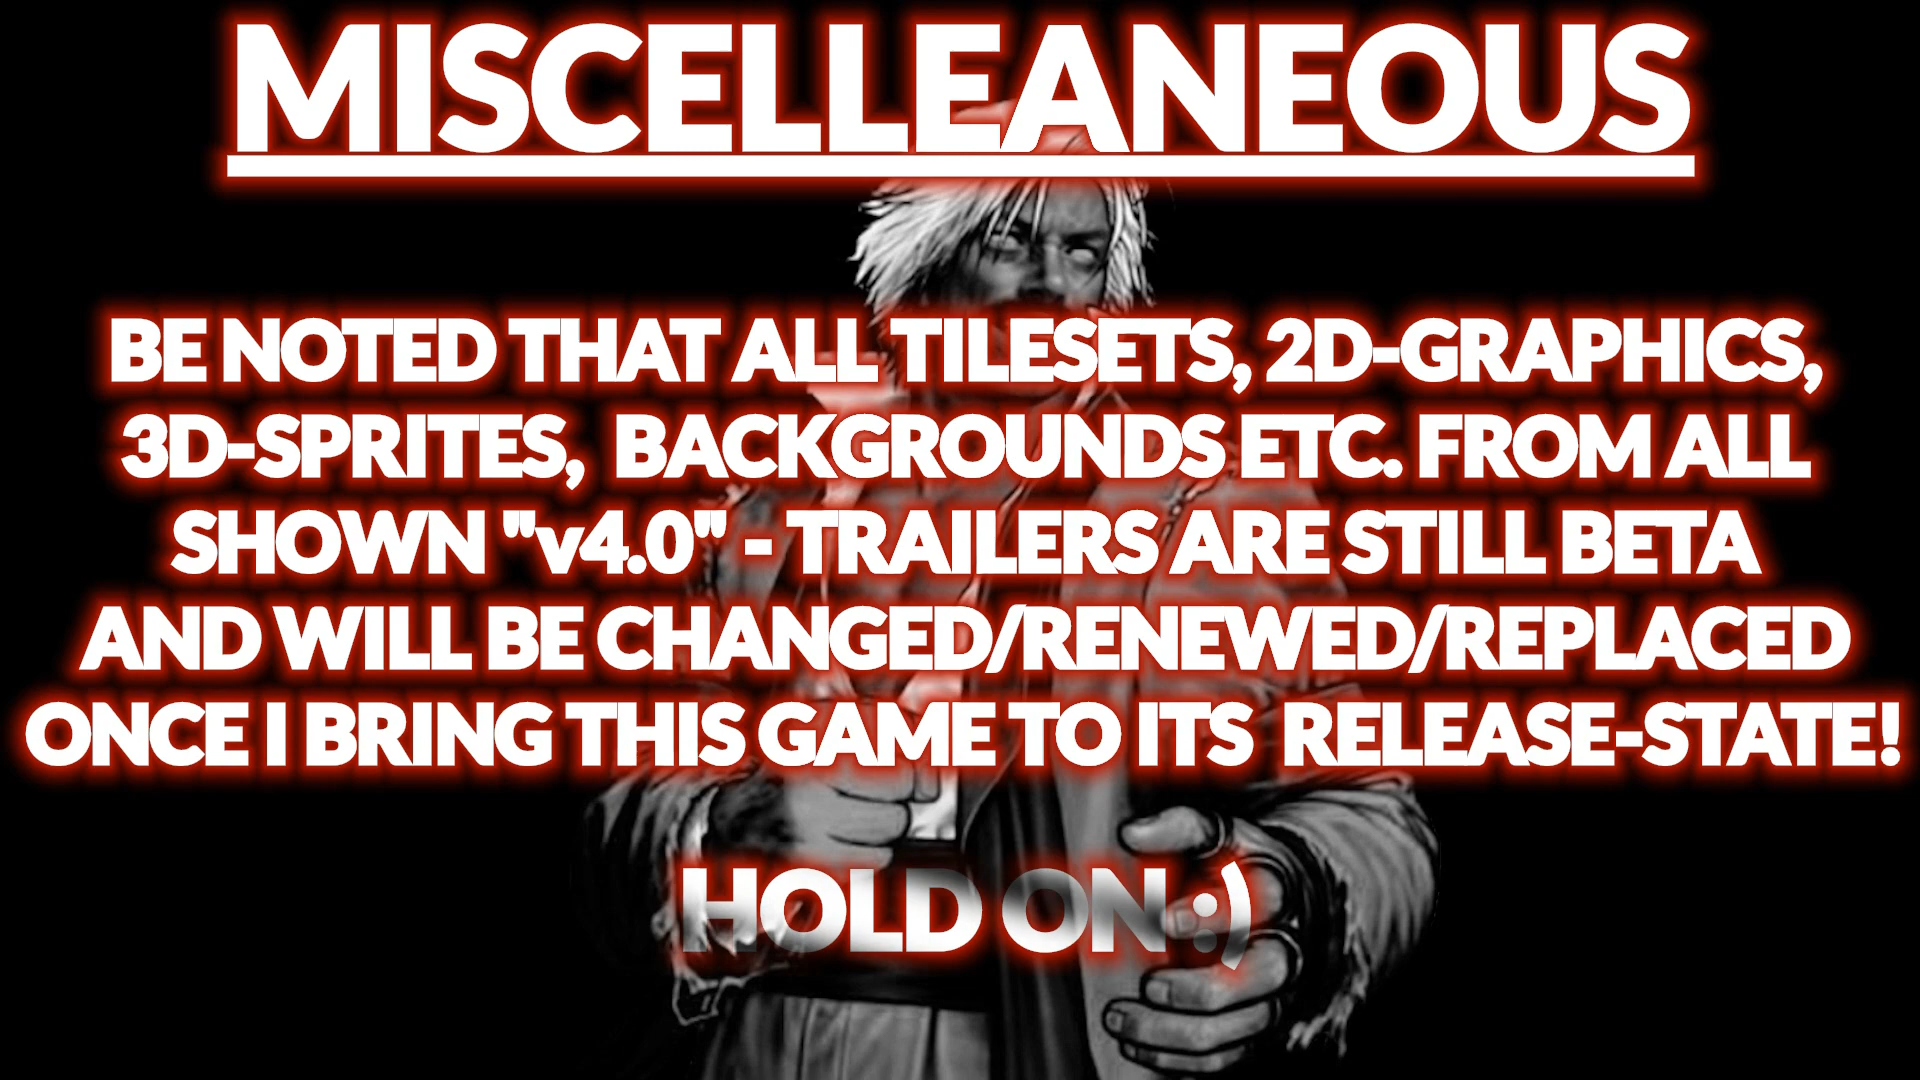 MISCELLEANEOUS
BE NOTED THAT ALL TILESETS, 2D-GRAPHICS,
3D-SPRITES, BACKGROUNDS ETC. FROM ALL
SHOWN "v4.0" - TRAILERS ARE STILL BETA
AND WILL BE CHANGED/RENEWED/REPLACED
ONCE I BRING THIS GAME TO ITS RELEASE-STATE!
HOLD ON :)